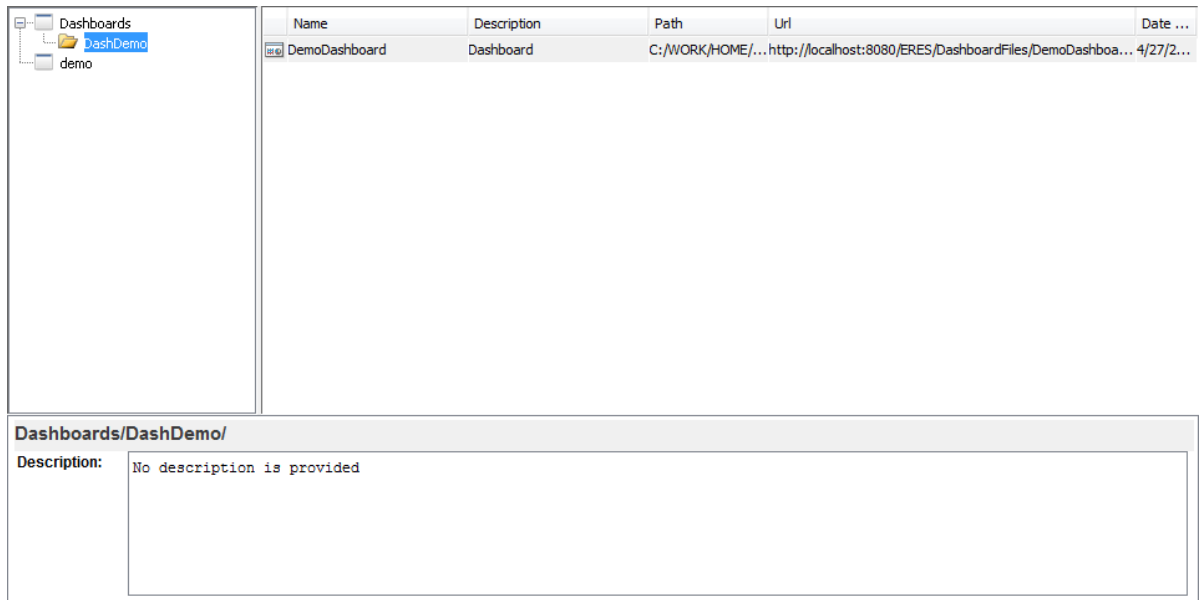 Dashboards
DashDemo
demo
Name Description Path Url Date ...
DemoDashboard Dashboard C:/WORK/HOME/... http://localhost:8080/ERES/DashboardFiles/DemoDashboa... 4/27/2...
Dashboards/DashDemo/
Description: No description is provided